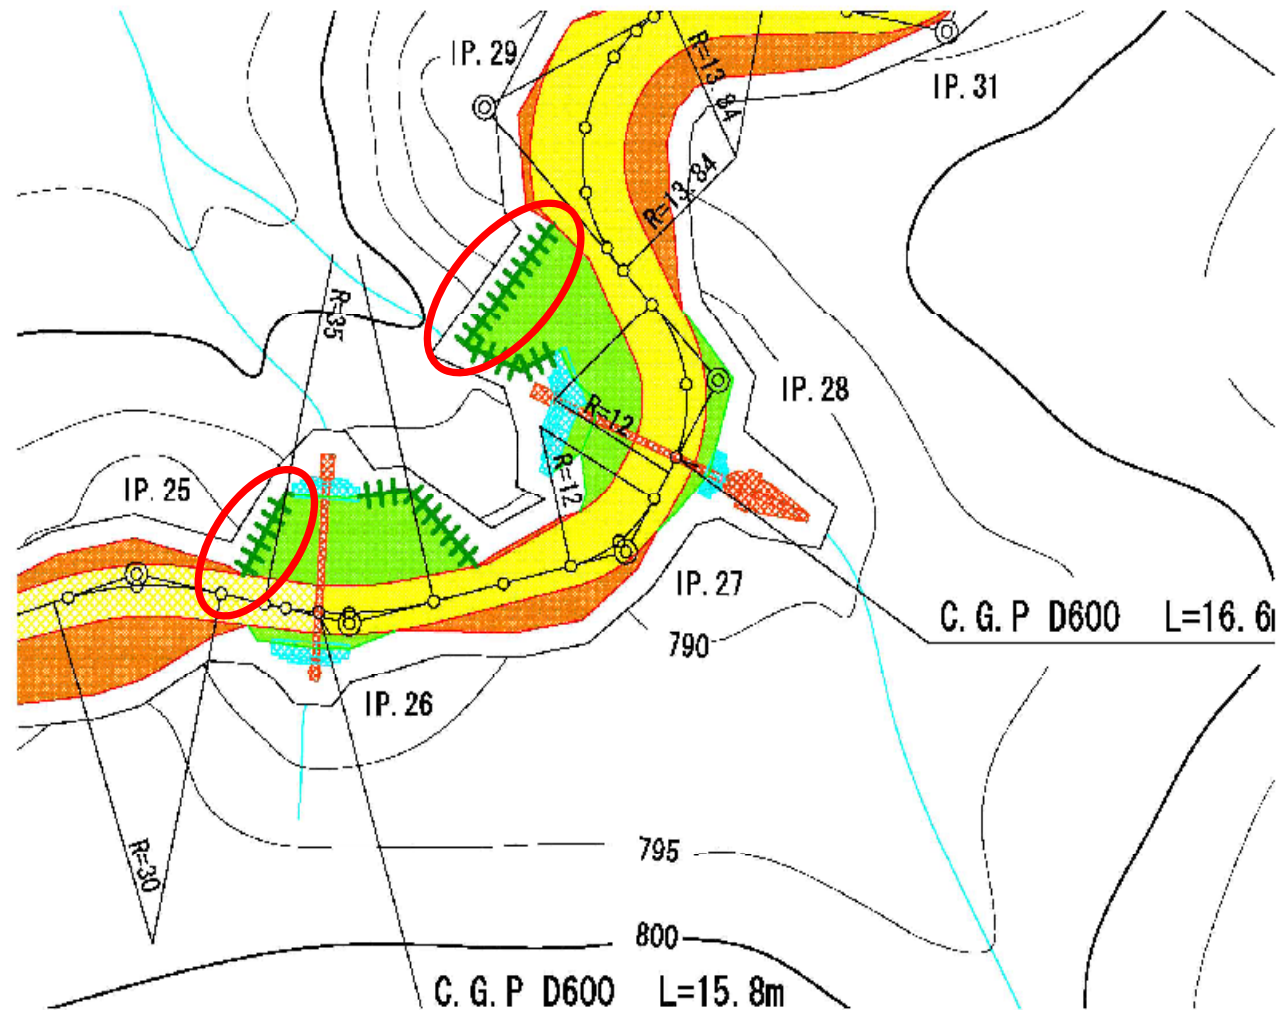 IP. 29
R=13. 84
IP. 31
R=13. 84
R=35
IP. 28
R=12
R=12
IP. 25
IP. 27
C. G. P D600 L=16. 6
790
IP. 26
R=30
795
800
C. G. P D600 L=15. 8m